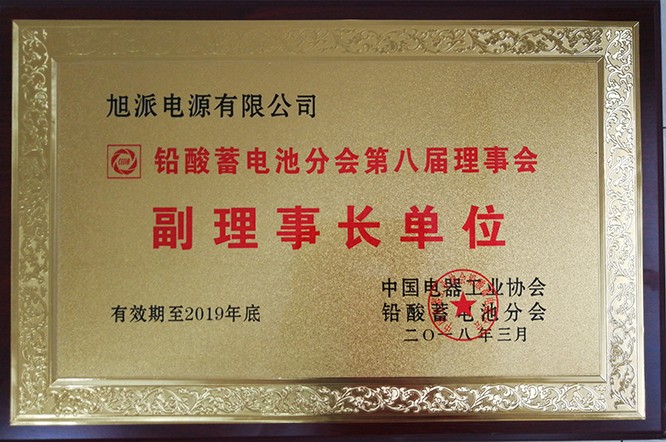 旭派电源有限公司
铅酸蓄电池分会第八届理事会
副理事长单位
中国电器工业协会
有效期至2019年底
铅酸蓄电池分会
二〇一八年三月